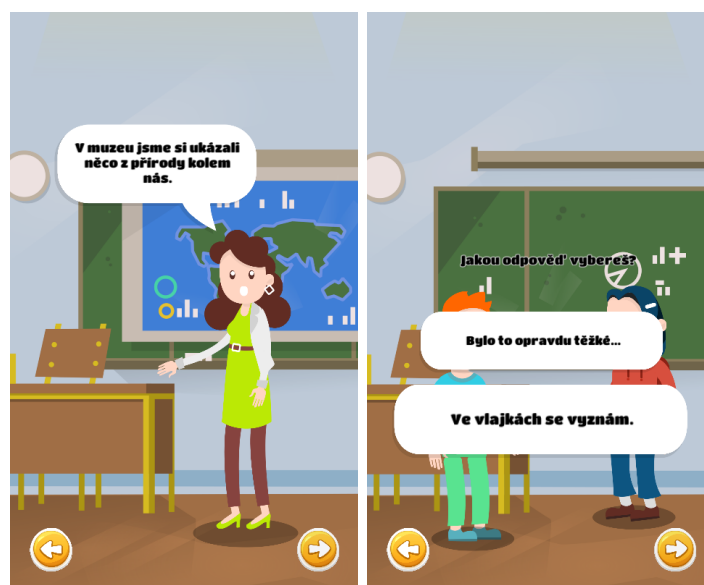 V muzeu jsme si ukázali
něco z přírody kolem
nás.
Jakou odpověď vybereš?
Bylo to opravdu těžké...
Ve vlajkách se vyznám.